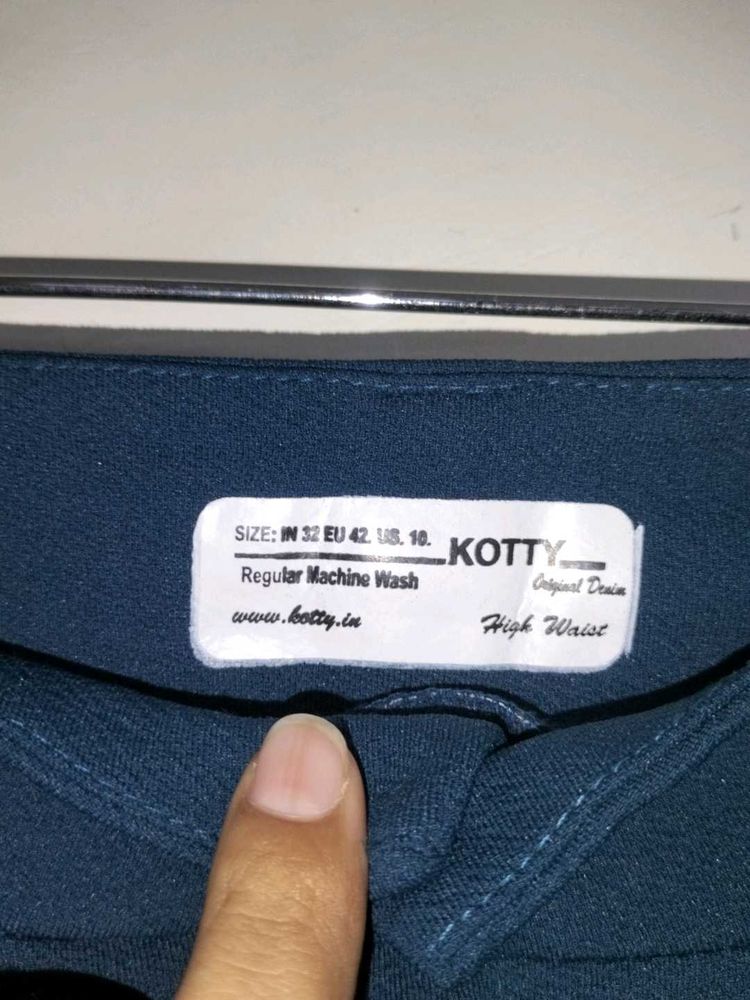 SIZE: IN 32 EU 42. US. 10.
KOTTY
Original Denim
Regular Machine Wash
www.kotty.in
High Waist